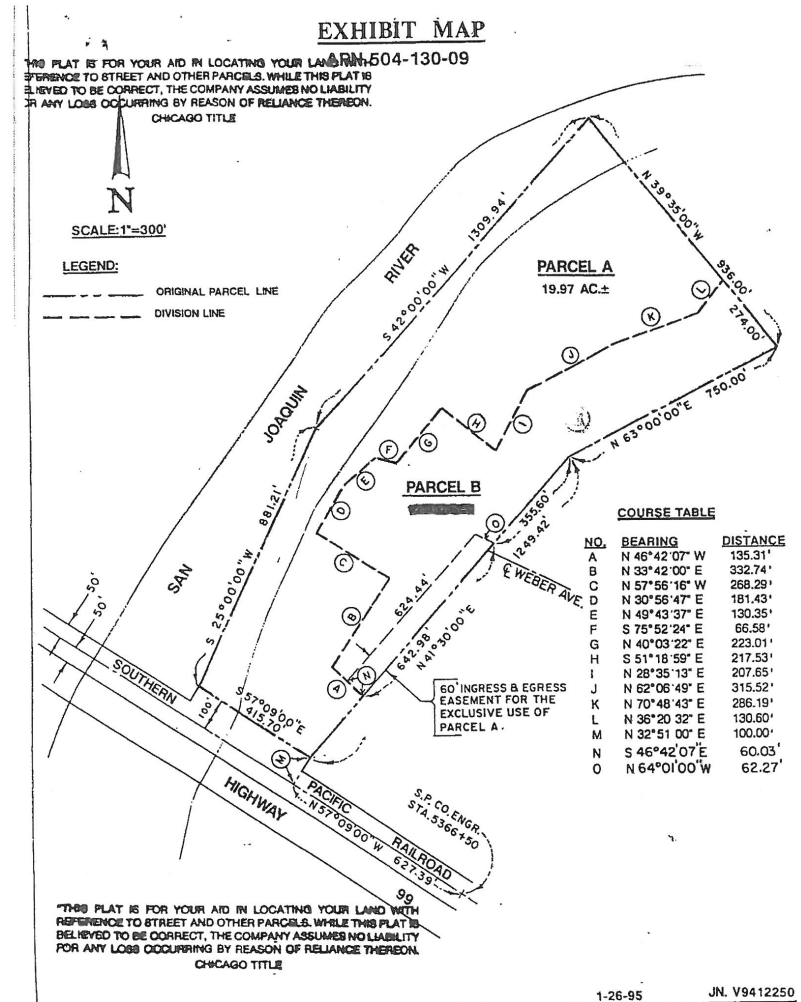 EXHIBIT MAP
APN 504-130-09
THIS PLAT IS FOR YOUR AID IN LOCATING YOUR LAND WITH
REFERENCE TO STREET AND OTHER PARCELS. WHILE THIS PLAT IS
BELIEVED TO BE CORRECT, THE COMPANY ASSUMES NO LIABILITY
OR ANY LOSS OCCURRING BY REASON OF RELIANCE THEREON.
CHICAGO TITLE
N
SCALE:1"=300'
LEGEND:
ORIGINAL PARCEL LINE
DIVISION LINE
SAN
JOAQUIN
RIVER
S 42°00'00"W
1309.94'
N 39°35'00"W
936.00'
274.00'
PARCEL A
19.97 AC.±
L
K
J
I
H
G
F
E
D
C
B
A
N
O
M
N 63°00'00"E
750.00'
PARCEL B
S 25°00'00"W
881.21'
355.60'
1249.42'
℄ WEBER AVE.
624.44'
642.98'
N41°30'00"E
50'
50'
100'
S57°09'00"E
415.70'
60' INGRESS & EGRESS
EASEMENT FOR THE
EXCLUSIVE USE OF
PARCEL A.
SOUTHERN
PACIFIC
RAILROAD
HIGHWAY
99
N57°09'00"W
627.39'
S.P. CO. ENGR.
STA.5366+50
COURSE TABLE
NO. BEARING DISTANCE
A N 46°42'07" W 135.31'
B N 33°42'00" E 332.74'
C N 57°56'16" W 268.29'
D N 30°56'47" E 181.43'
E N 49°43'37" E 130.35'
F S 75°52'24" E 66.58'
G N 40°03'22" E 223.01'
H S 51°18'59" E 217.53'
I N 28°35'13" E 207.65'
J N 62°06'49" E 315.52'
K N 70°48'43" E 286.19'
L N 36°20'32" E 130.60'
M N 32°51'00" E 100.00'
N S 46°42'07"E 60.03'
O N 64°01'00"W 62.27'
"THIS PLAT IS FOR YOUR AID IN LOCATING YOUR LAND WITH
REFERENCE TO STREET AND OTHER PARCELS. WHILE THIS PLAT IS
BELIEVED TO BE CORRECT, THE COMPANY ASSUMES NO LIABILITY
FOR ANY LOSS OCCURRING BY REASON OF RELIANCE THEREON.
CHICAGO TITLE
1-26-95
JN. V9412250